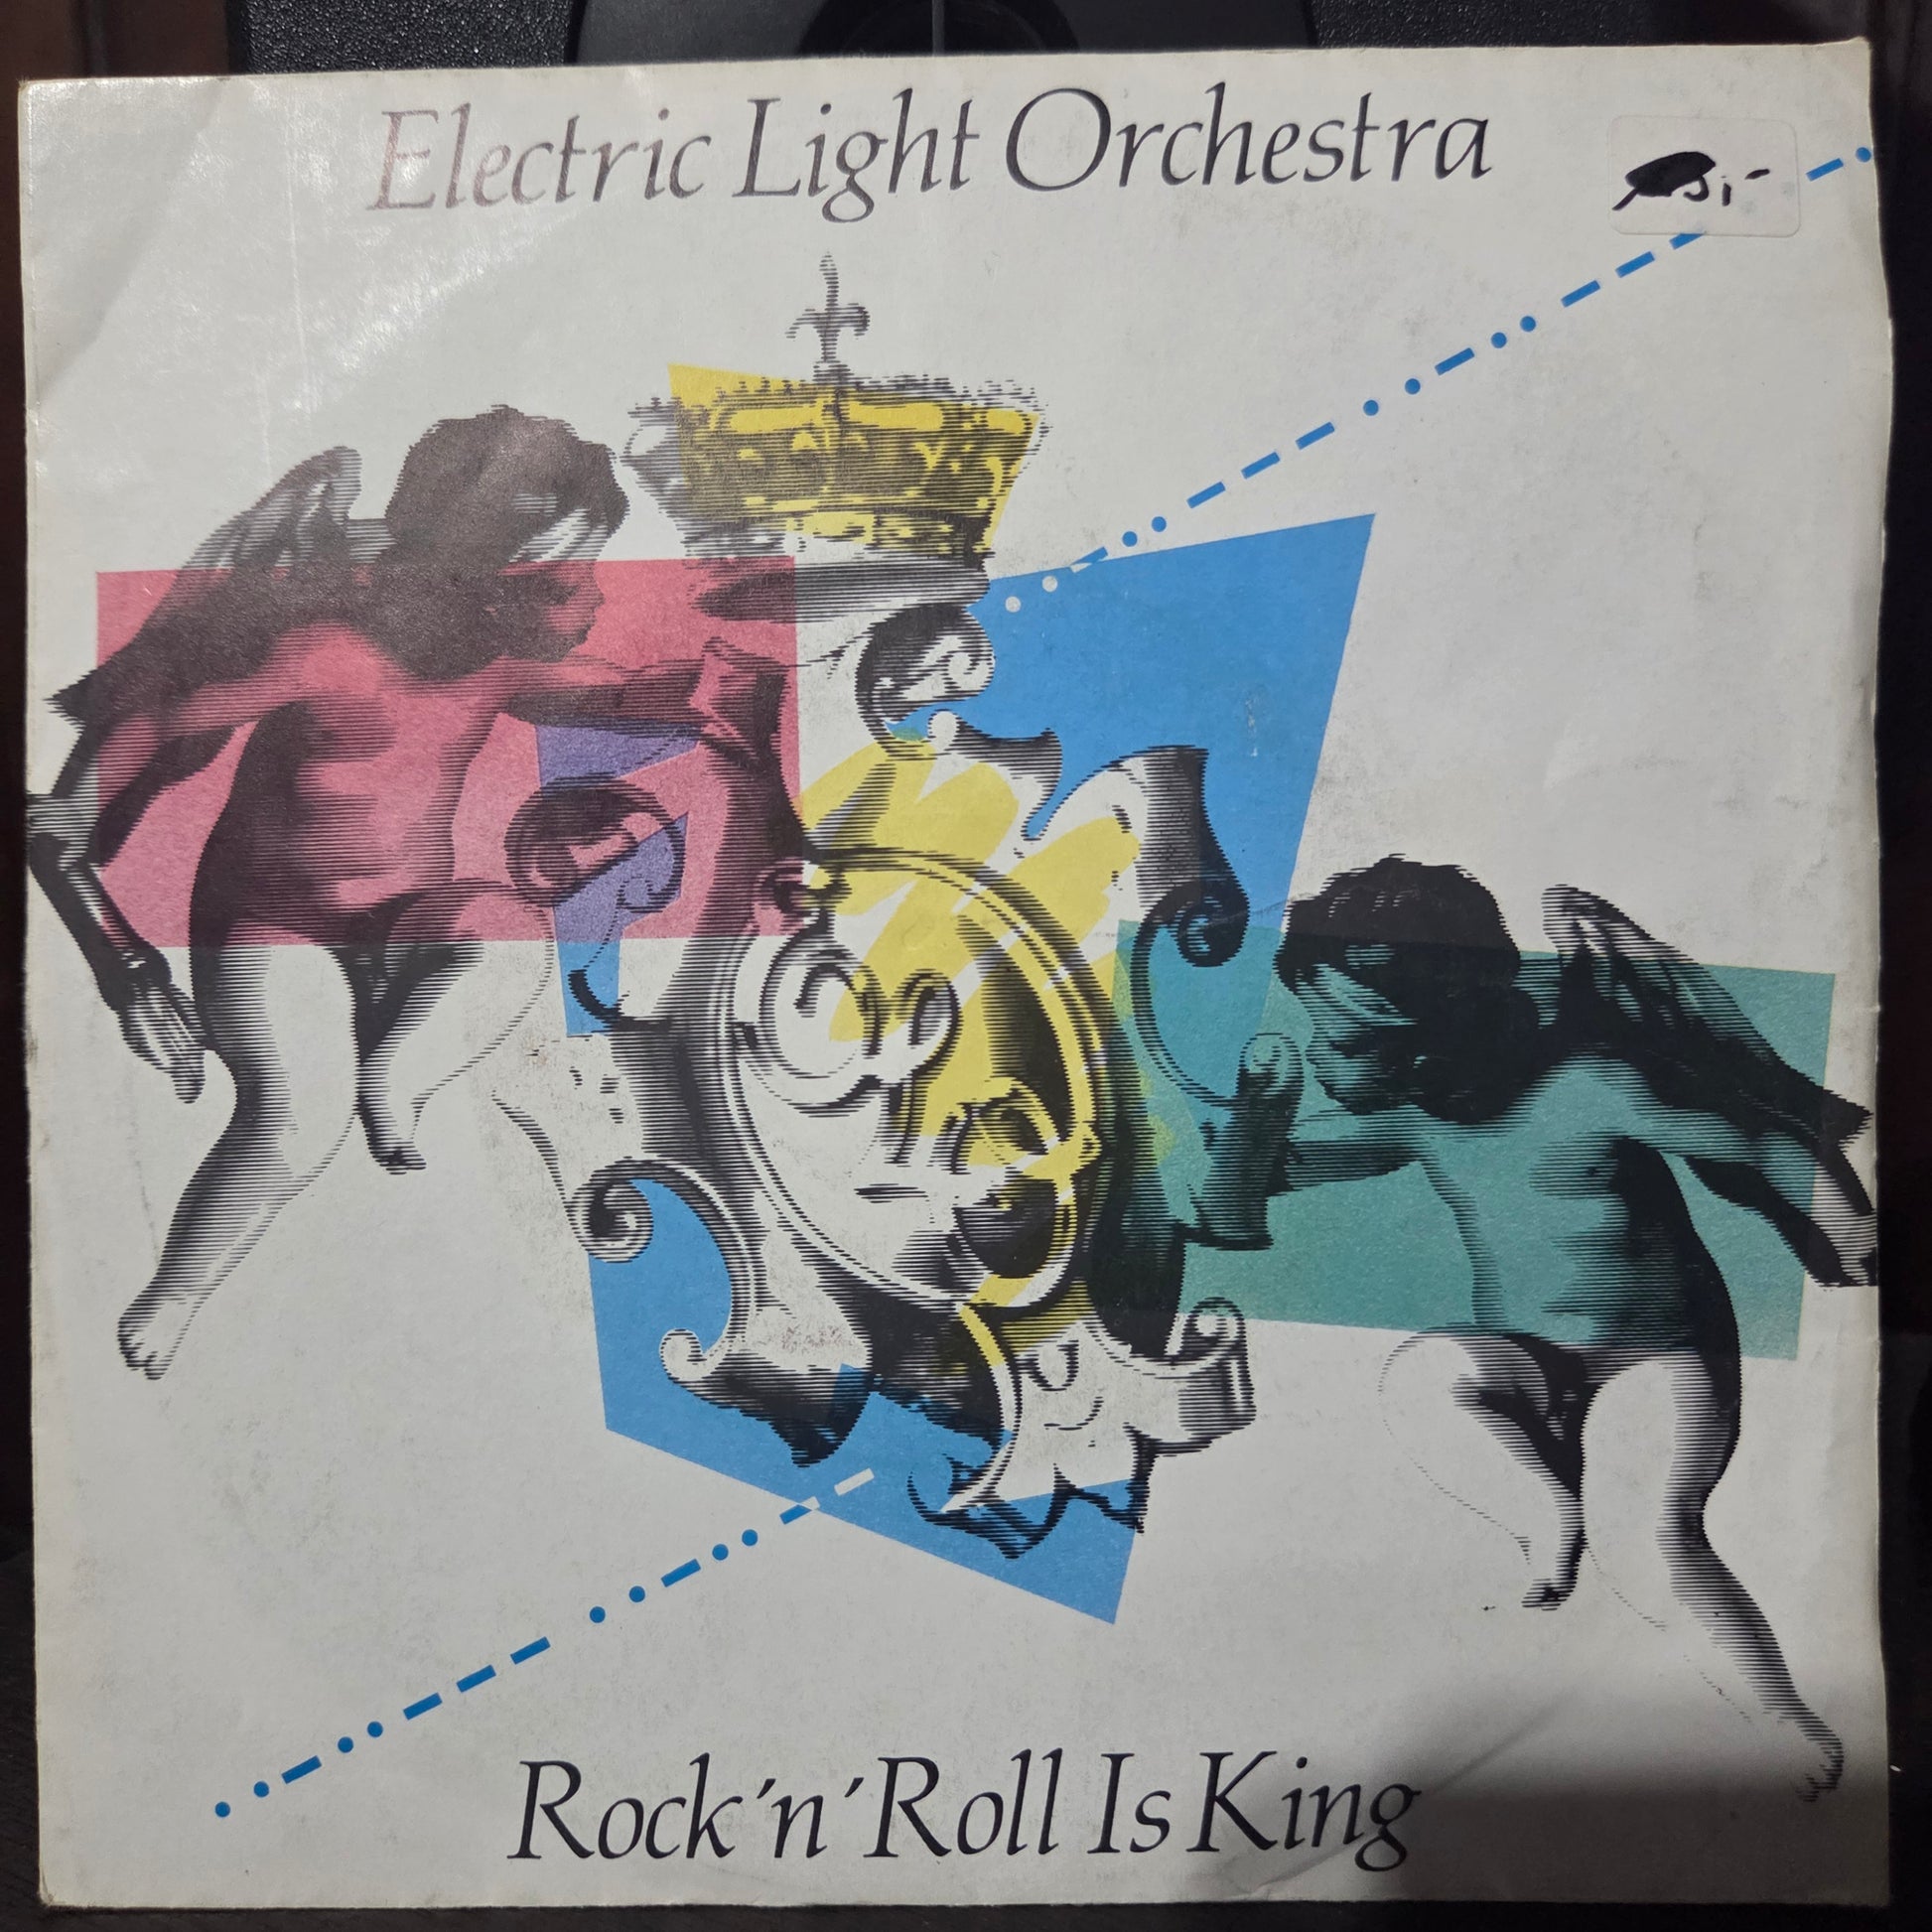 Electric Light Orchestra
Rock 'n' Roll Is King